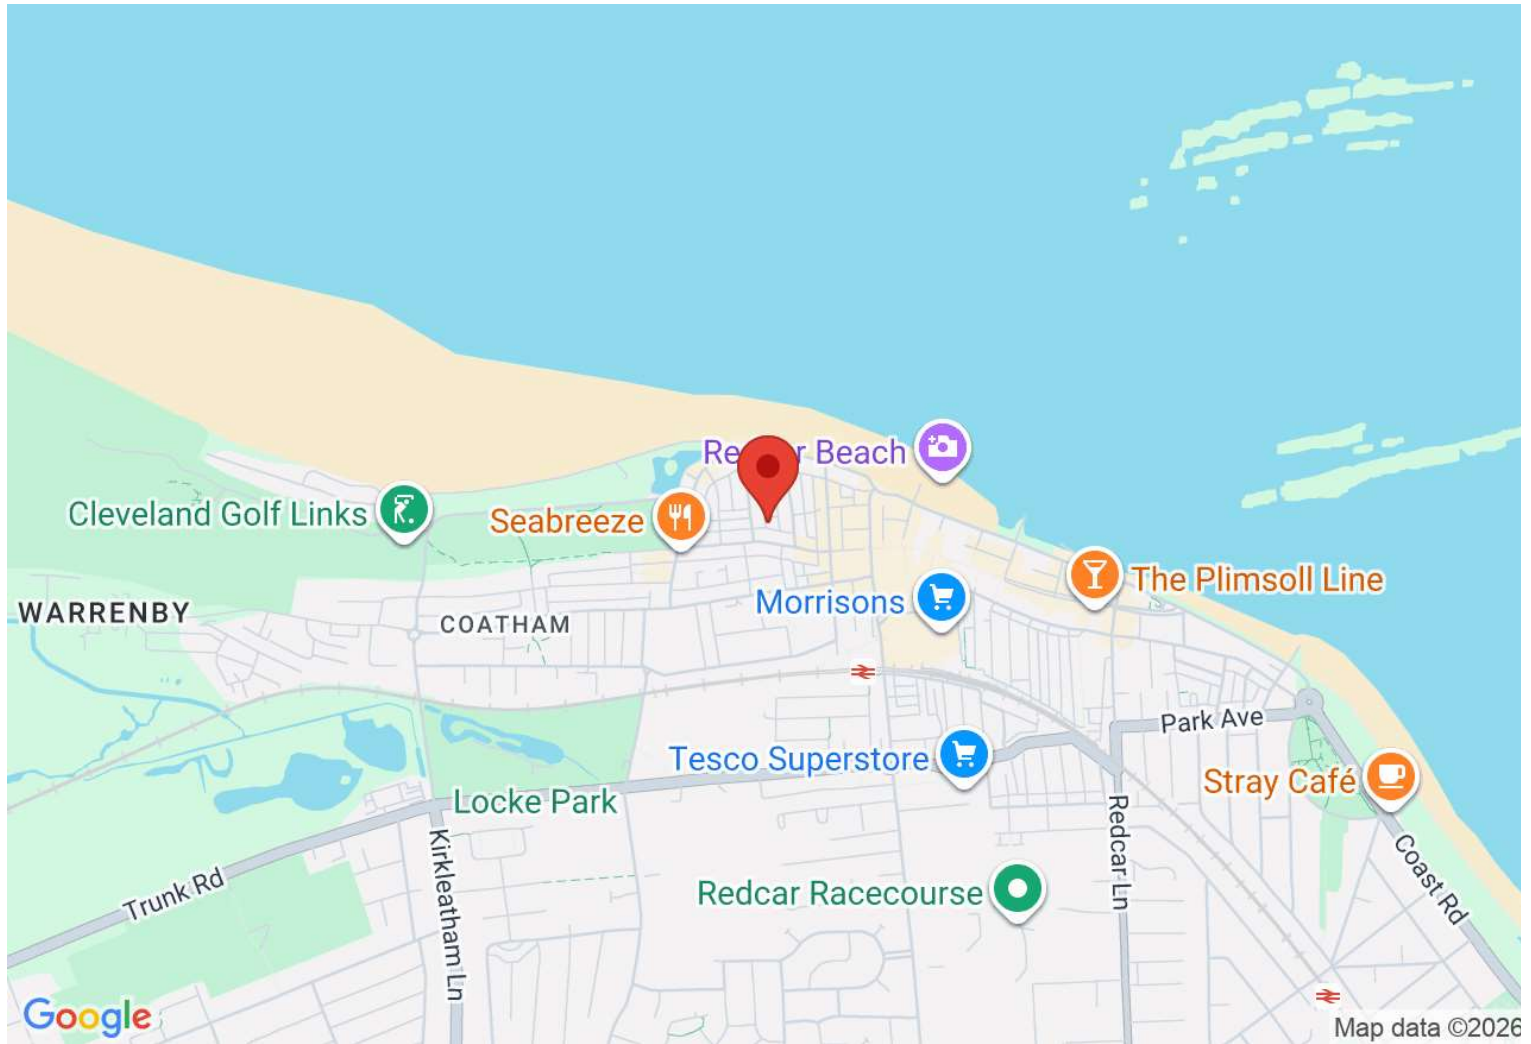 Redcar Beach
Cleveland Golf Links
Seabreeze
The Plimsoll Line
Morrisons
WARRENBY
COATHAM
Park Ave
Tesco Superstore
Stray Café
Locke Park
Redcar Ln
Kirkleatham Ln
Coast Rd
Trunk Rd
Redcar Racecourse
Google
Map data ©2026